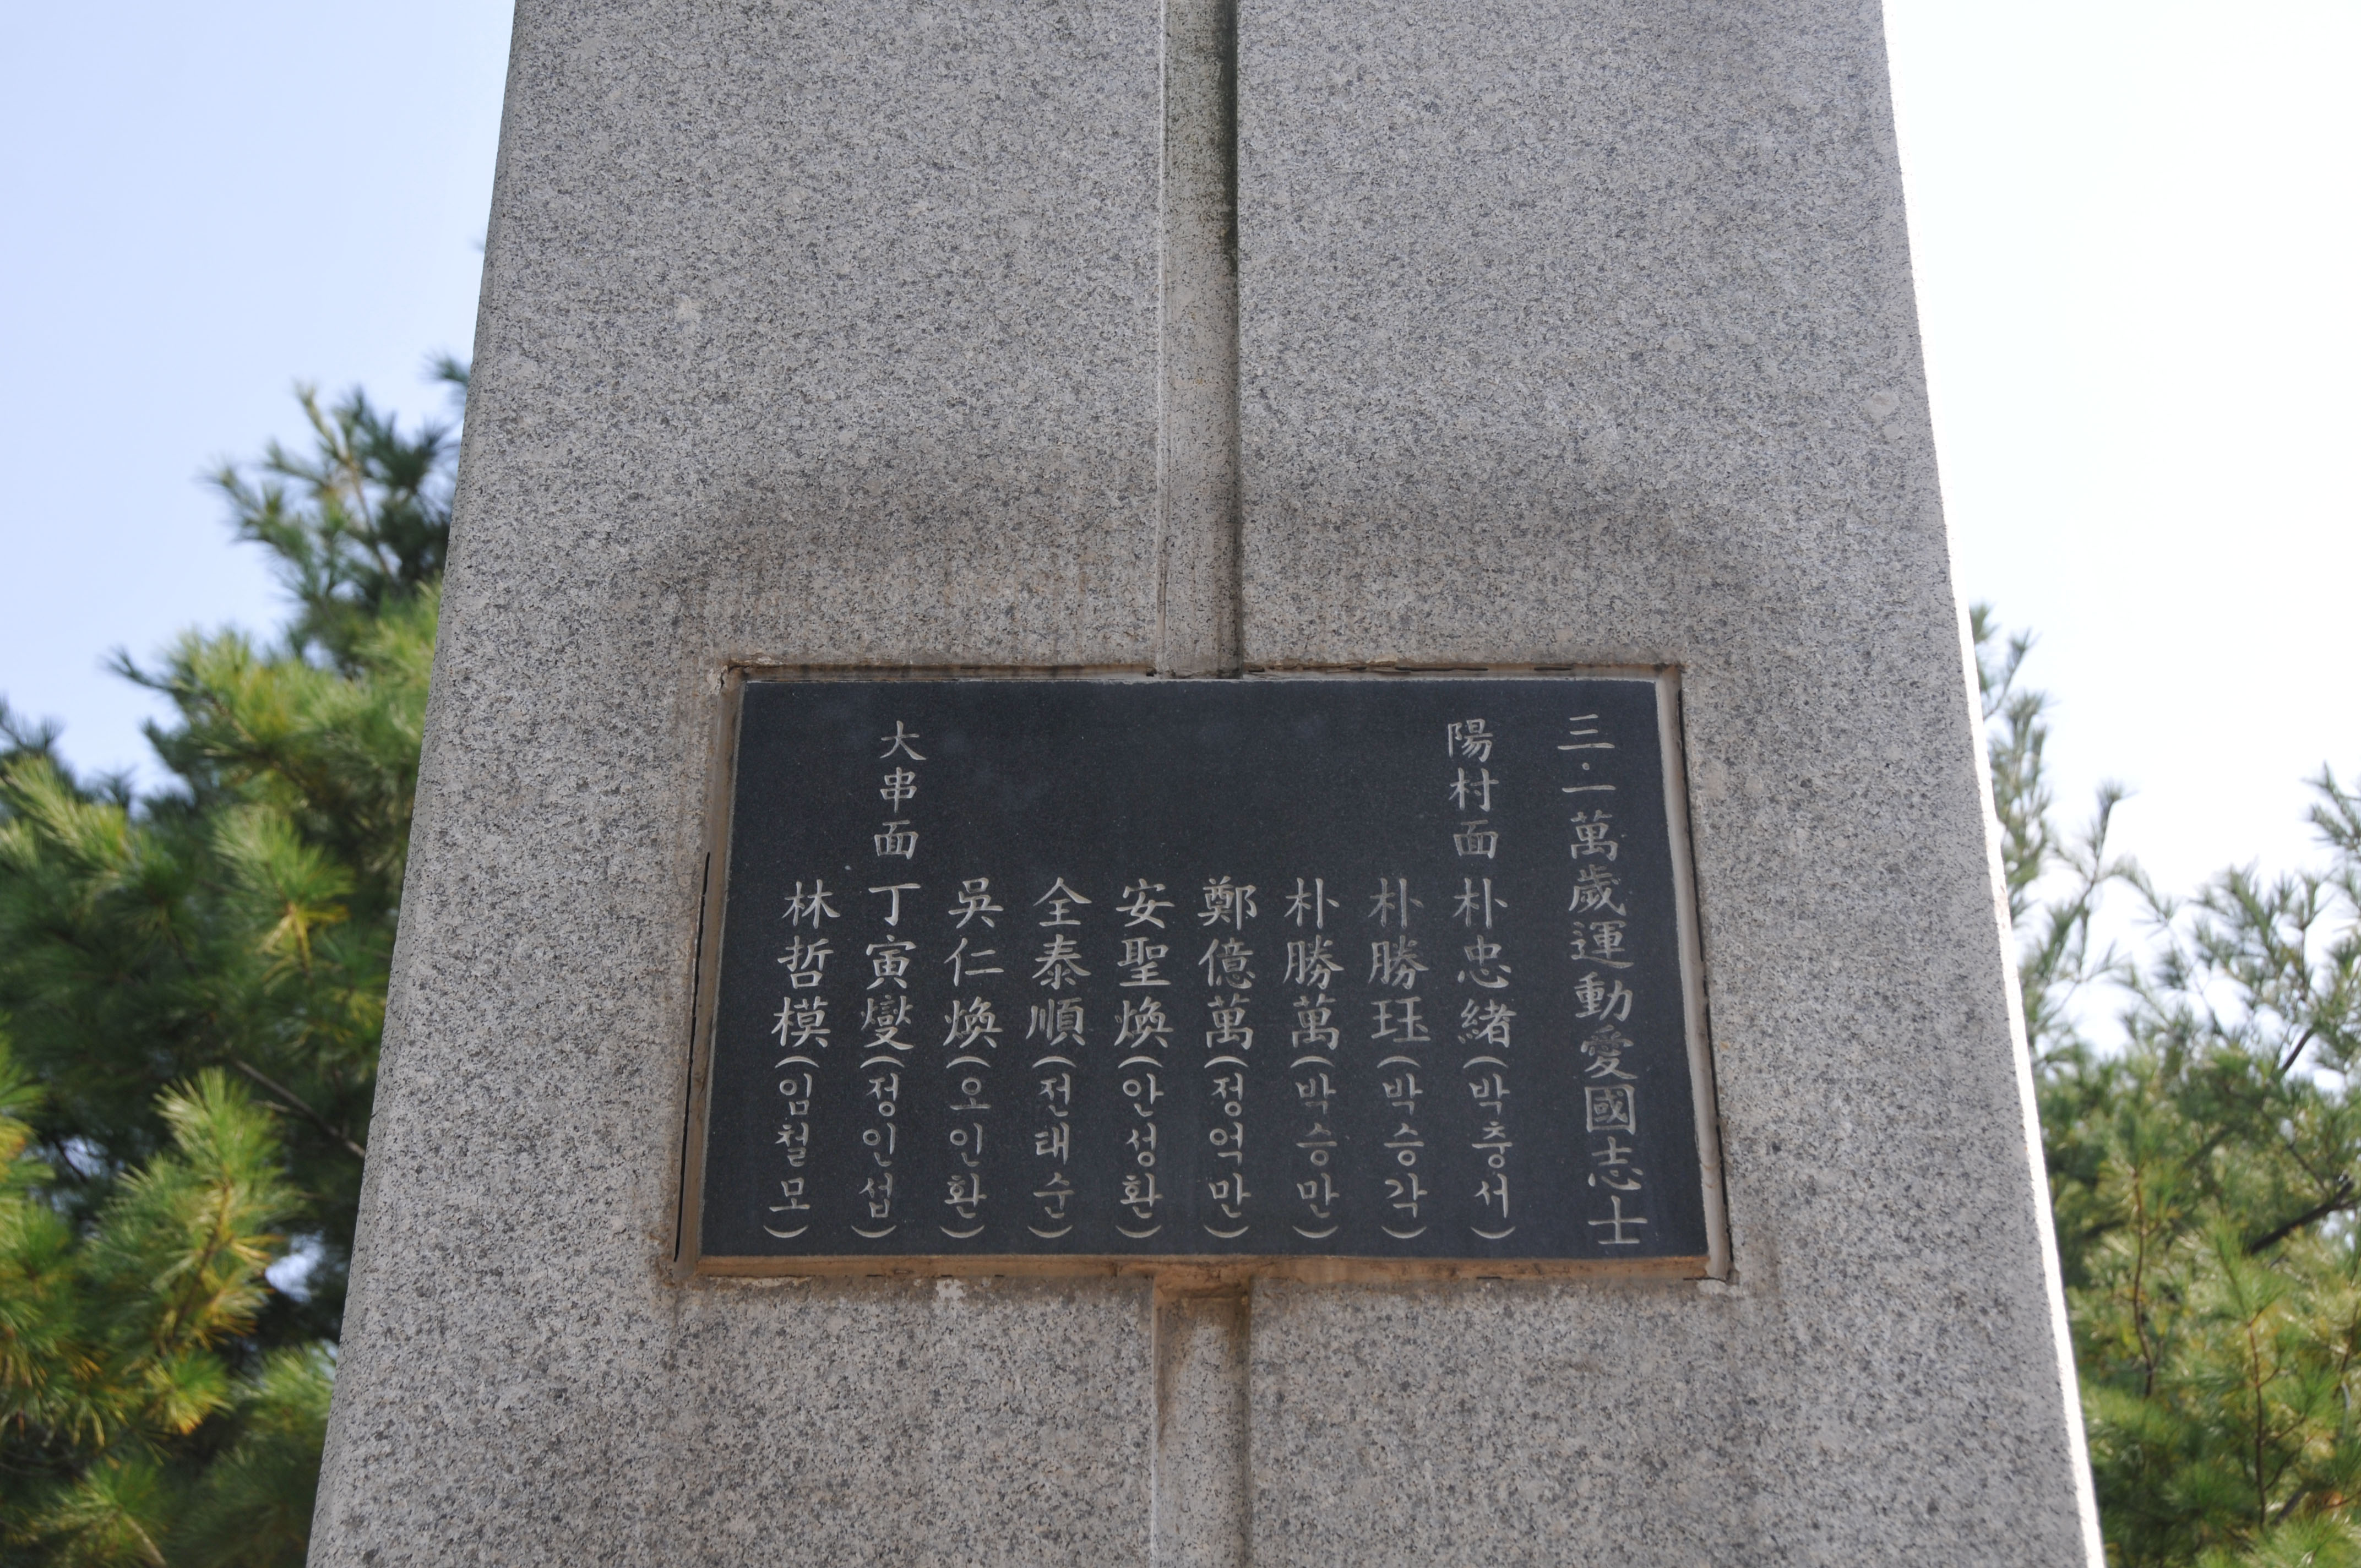 三·一萬歲運動愛國志士
陽村面 朴忠緖(박충서)
朴勝珏(박승각)
朴勝萬(박승만)
鄭億萬(정억만)
安聖煥(안성환)
全泰順(전태순)
吳仁煥(오인환)
大串面 丁寅燮(정인섭)
林哲模(임철모)